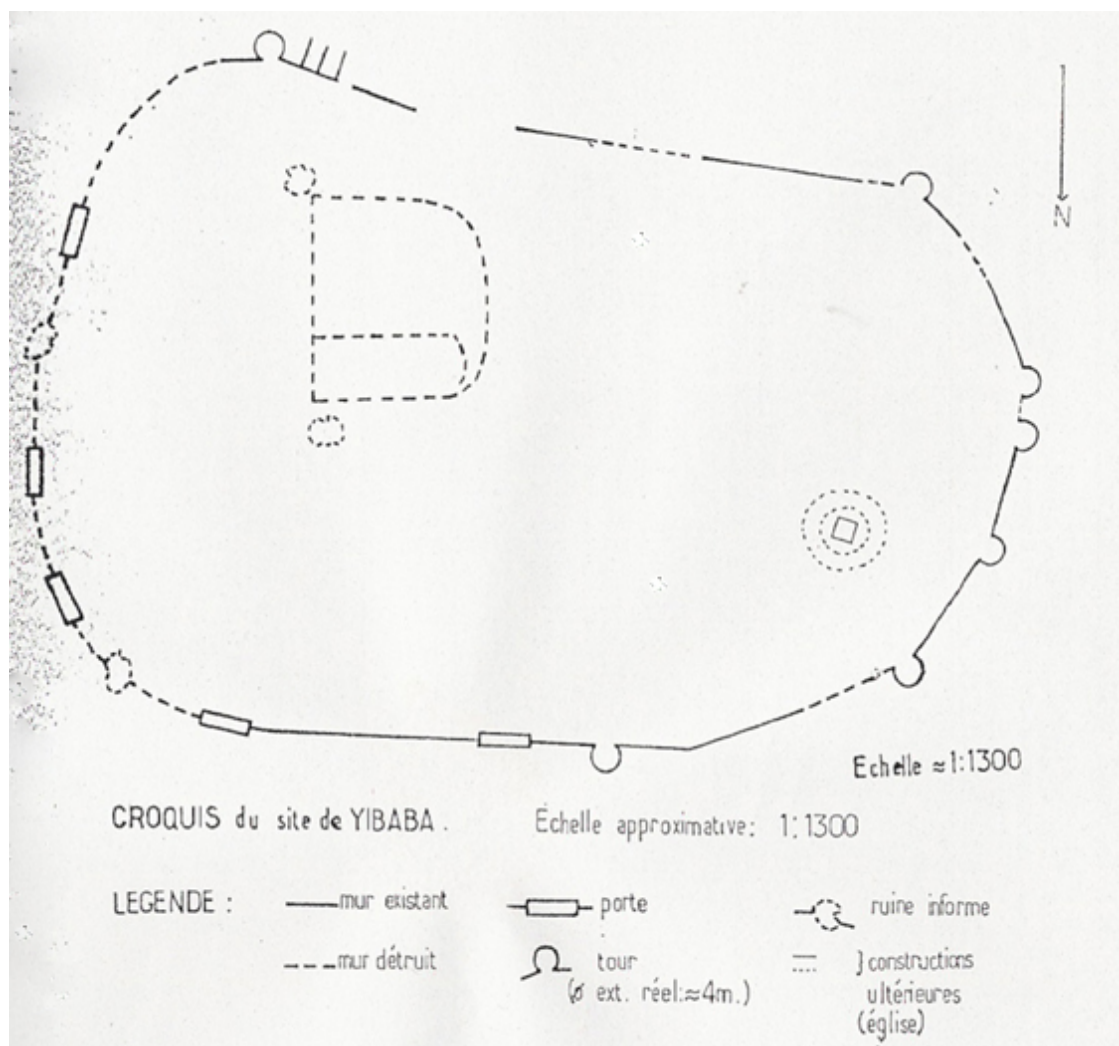 N
Echelle ≈ 1:1300
CROQUIS du site de YIBABA. Échelle approximative: 1:1300
LEGENDE : mur existant porte ruine informe
mur détruit tour } constructions
(ø ext. réel:≈4m.) ultérieures
(église)